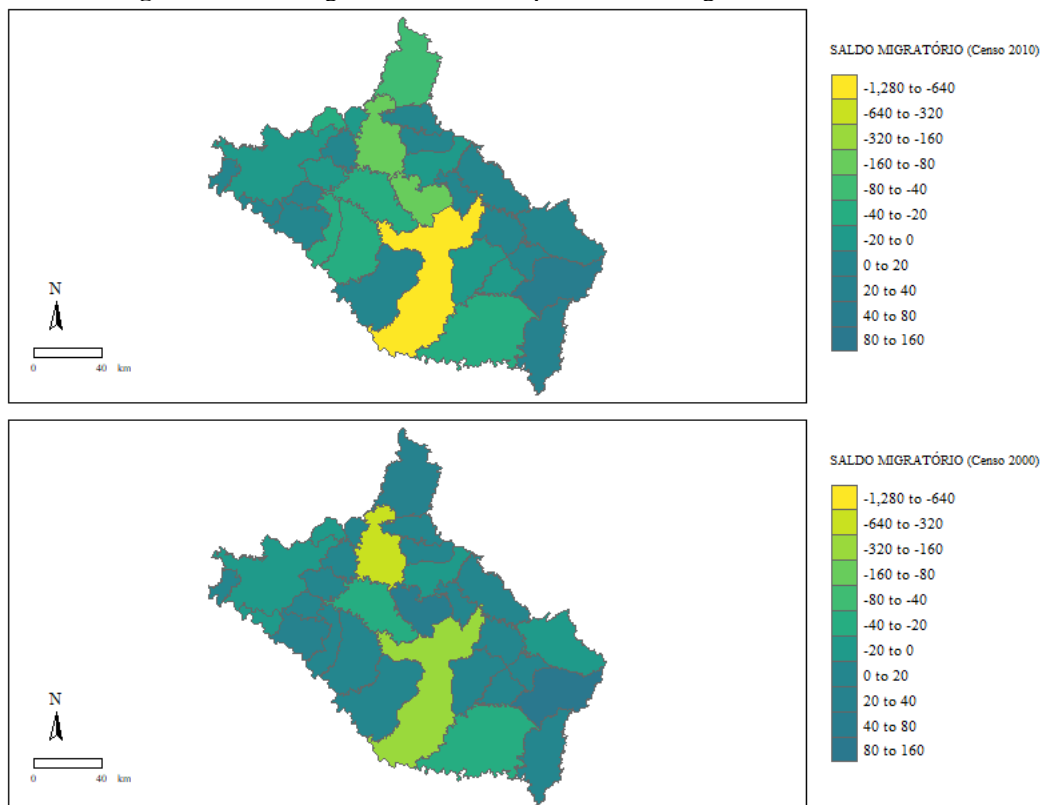 SALDO MIGRATÓRIO (Censo 2010)
-1,280 to -640
-640 to -320
-320 to -160
-160 to -80
-80 to -40
-40 to -20
-20 to 0
0 to 20
20 to 40
40 to 80
80 to 160
N
0 40 km
SALDO MIGRATÓRIO (Censo 2000)
-1,280 to -640
-640 to -320
-320 to -160
-160 to -80
-80 to -40
-40 to -20
-20 to 0
0 to 20
20 to 40
40 to 80
80 to 160
N
0 40 km